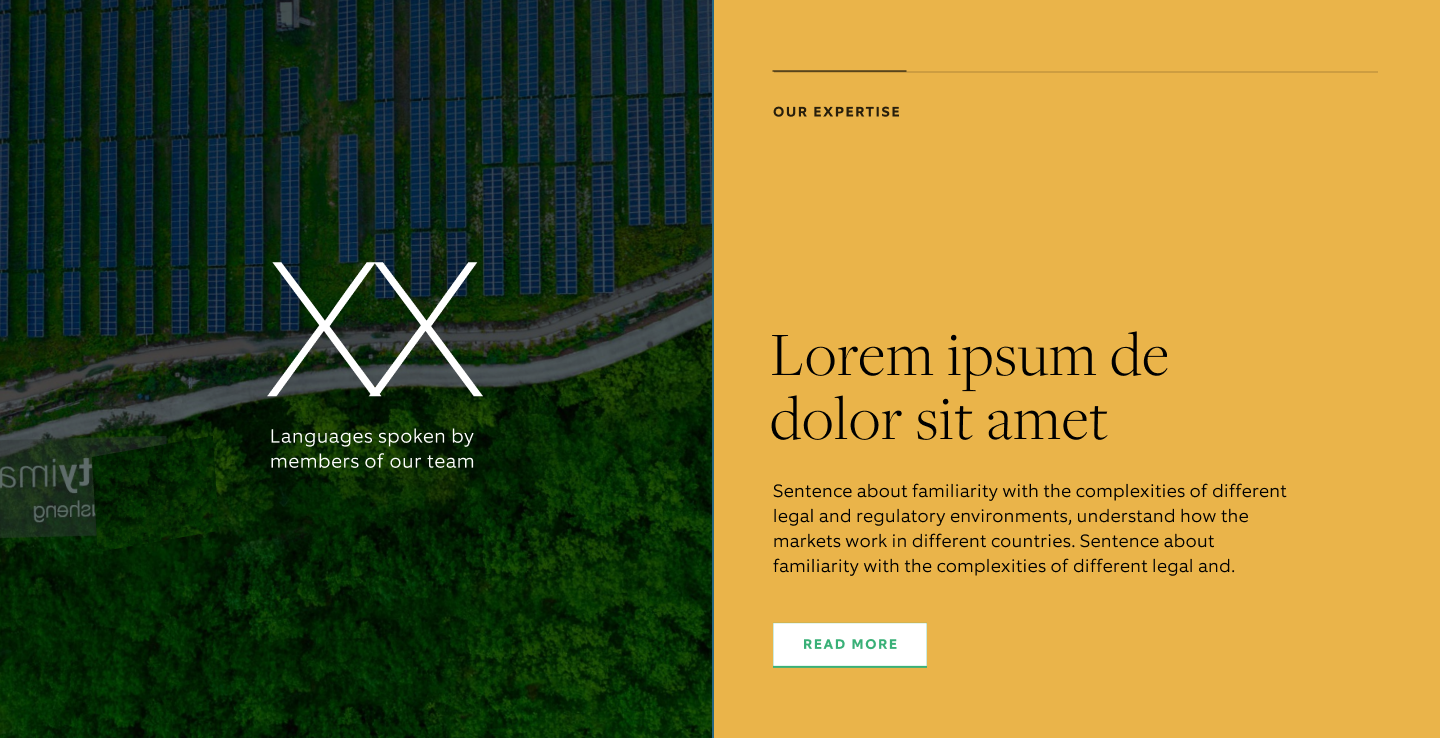 XX
Languages spoken by
members of our team
tyima
sheng
OUR EXPERTISE
Lorem ipsum de
dolor sit amet
Sentence about familiarity with the complexities of different
legal and regulatory environments, understand how the
markets work in different countries. Sentence about
familiarity with the complexities of different legal and.
READ MORE